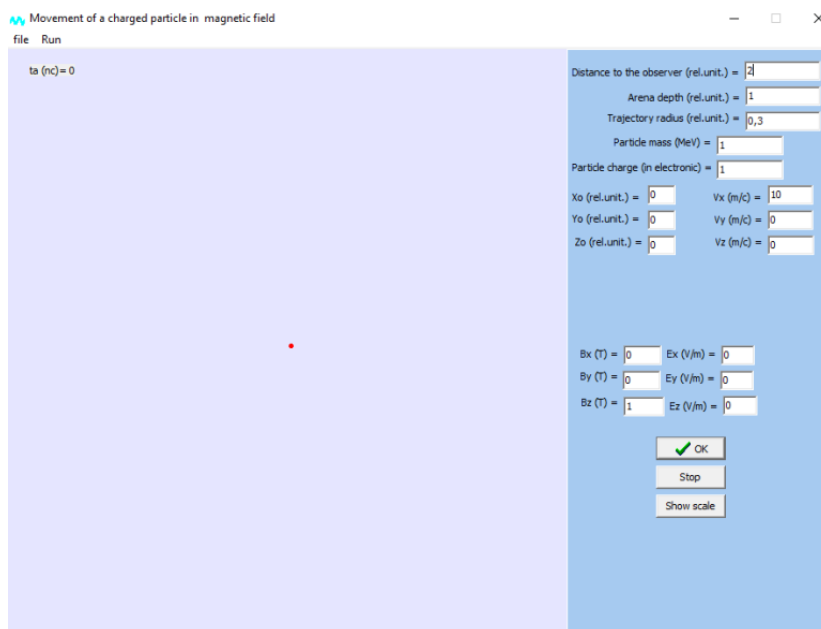 Movement of a charged particle in magnetic field
file Run
ta (nc)= 0
Distance to the observer (rel.unit.) = 2
Arena depth (rel.unit.) = 1
Trajectory radius (rel.unit.) = 0,3
Particle mass (MeV) = 1
Particle charge (in electronic) = 1
Xo (rel.unit.) = 0 Vx (m/c) = 10
Yo (rel.unit.) = 0 Vy (m/c) = 0
Zo (rel.unit.) = 0 Vz (m/c) = 0
Bx (T) = 0 Ex (V/m) = 0
By (T) = 0 Ey (V/m) = 0
Bz (T) = 1 Ez (V/m) = 0
OK
Stop
Show scale